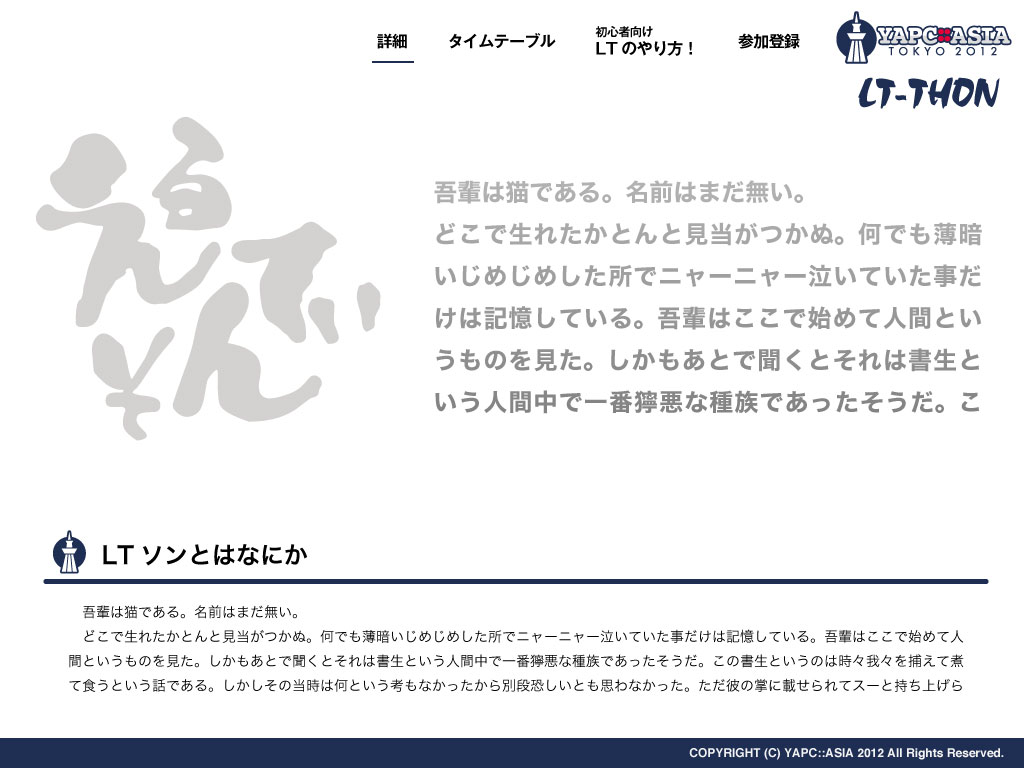 詳細
タイムテーブル
初心者向け
LTのやり方！
参加登録
YAPC::ASIA
TOKYO 2012
LT-THON
えるてぃ
そん
吾輩は猫である。名前はまだ無い。
どこで生れたかとんと見当がつかぬ。何でも薄暗
いじめじめした所でニャーニャー泣いていた事だ
けは記憶している。吾輩はここで始めて人間とい
うものを見た。しかもあとで聞くとそれは書生と
いう人間中で一番獰悪な種族であったそうだ。こ
LTソンとはなにか
吾輩は猫である。名前はまだ無い。
どこで生れたかとんと見当がつかぬ。何でも薄暗いじめじめした所でニャーニャー泣いていた事だけは記憶している。吾輩はここで始めて人
間というものを見た。しかもあとで聞くとそれは書生という人間中で一番獰悪な種族であったそうだ。この書生というのは時々我々を捕えて煮
て食うという話である。しかしその当時は何という考もなかったから別段恐しいとも思わなかった。ただ彼の掌に載せられてスーと持ち上げら
COPYRIGHT (C) YAPC::ASIA 2012 All Rights Reserved.